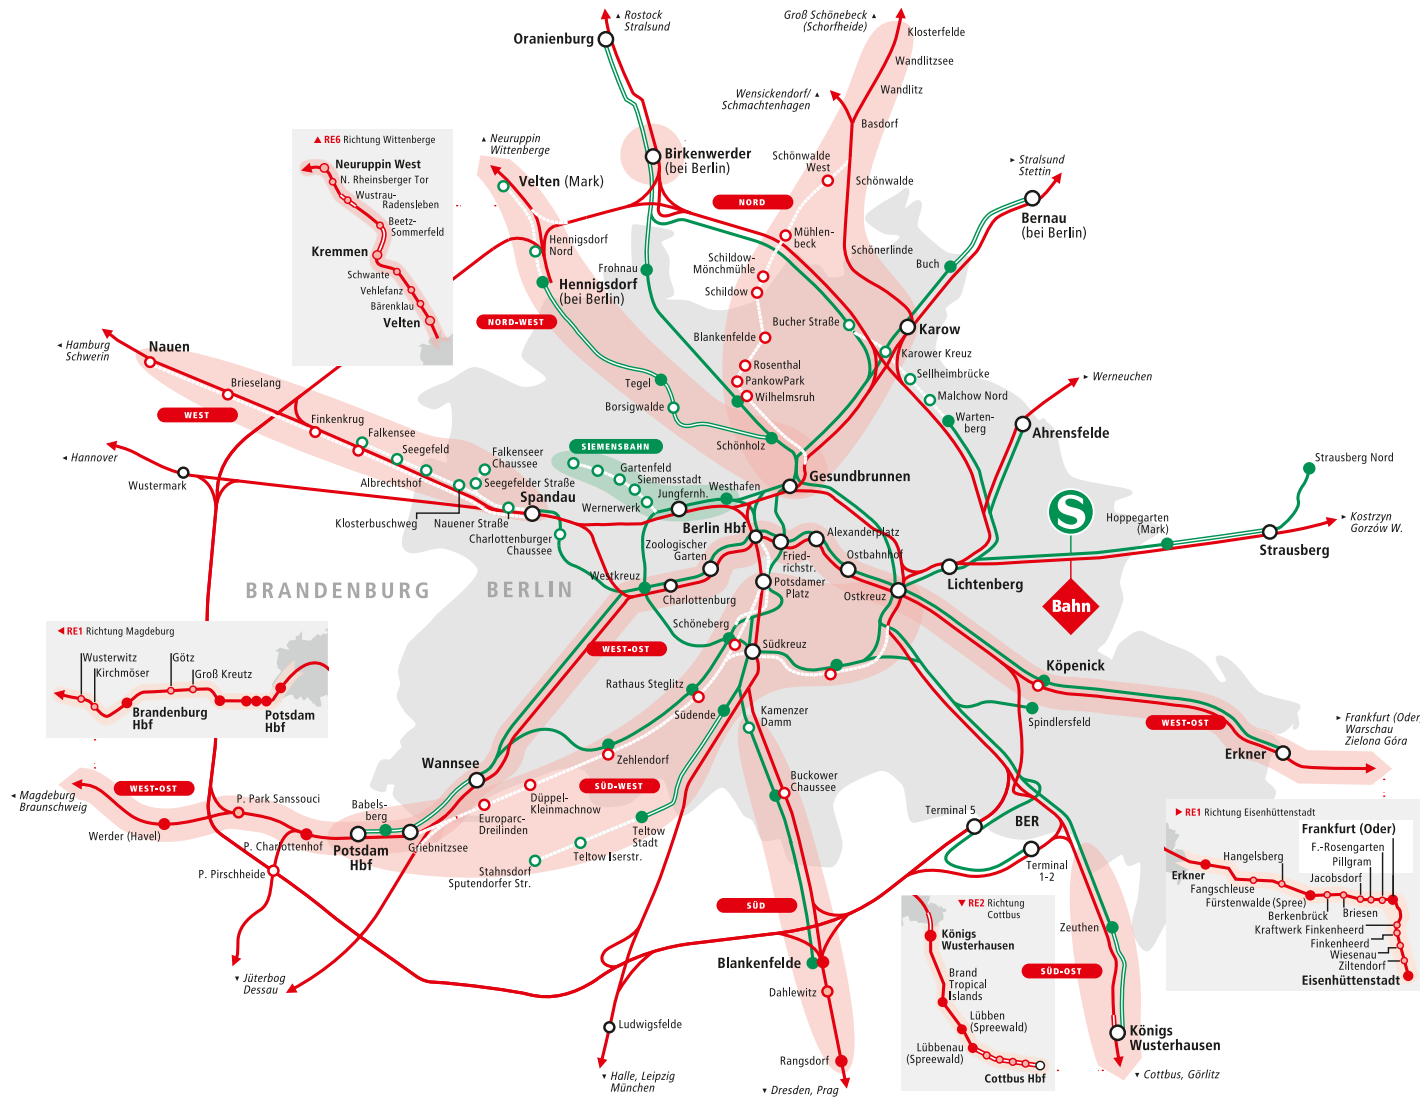 ▴ Rostock
Stralsund
Oranienburg
Groß Schönebeck ▴
(Schorfheide)
Klosterfelde
Wandlitzsee
Wandlitz
Wensickendorf/ ▴
Schmachtenhagen
Basdorf
▲ RE6 Richtung Wittenberge
Neuruppin West
N. Rheinsberger Tor
Wustrau-
Radensleben
Beetz-
Sommerfeld
Kremmen
Schwante
Vehlefanz
Bärenklau
Velten
▴ Neuruppin
Wittenberge
Velten (Mark)
Birkenwerder
(bei Berlin)
Schönwalde
West
Schönwalde
▸ Stralsund
Stettin
Bernau
(bei Berlin)
NORD
Mühlen-
beck
Hennigsdorf
Nord
Schönerlinde
Buch
Frohnau
Schildow-
Mönchmühle
Schildow
Hennigsdorf
(bei Berlin)
NORD-WEST
Bucher Straße
Karow
Blankenfelde
Karower Kreuz
◂ Hamburg
Schwerin
Nauen
Rosenthal
PankowPark
Wilhelmsruh
Sellheimbrücke
Malchow Nord
▸ Werneuchen
Brieselang
Tegel
Borsigwalde
Warten-
berg
WEST
Finkenkrug
Falkensee
Seegefeld
Schönholz
Ahrensfelde
SIEMENSBAHN
◂ Hannover
Wustermark
Albrechtshof
Falkenseer
Chaussee
Seegefelder Straße
Gartenfeld
Siemensstadt
Jungfernh.
Wernerwerk
Westhafen
Gesundbrunnen
Strausberg Nord
Spandau
Klosterbuschweg
Nauener Straße
Charlottenburger
Chaussee
Berlin Hbf
Alexanderplatz
S
Hoppegarten
(Mark)
▸ Kostrzyn
Gorzów W.
Strausberg
Zoologischer
Garten
Fried-
richstr.
Ostbahnhof
Westkreuz
Charlottenburg
Potsdamer
Platz
Ostkreuz
Lichtenberg
BRANDENBURG
BERLIN
Bahn
◀ RE1 Richtung Magdeburg
Wusterwitz
Kirchmöser
Götz
Groß Kreutz
Brandenburg
Hbf
Potsdam
Hbf
Schöneberg
WEST-OST
Südkreuz
Köpenick
Rathaus Steglitz
Südende
Kamenzer
Damm
Spindlersfeld
WEST-OST
▸ Frankfurt (Oder)
Warschau
Zielona Góra
Erkner
Wannsee
Zehlendorf
SÜD-WEST
Buckower
Chaussee
◂ Magdeburg
Braunschweig
WEST-OST
P. Park Sanssouci
Babels-
berg
Düppel-
Kleinmachnow
Europarc-
Dreilinden
Terminal 5
BER
Werder (Havel)
P. Charlottenhof
Potsdam
Hbf
Griebnitzsee
Teltow
Stadt
Teltow Iserstr.
Terminal
1-2
P. Pirschheide
Stahnsdorf
Sputendorfer Str.
▶ RE1 Richtung Eisenhüttenstadt
Frankfurt (Oder)
F.-Rosengarten
Pillgram
Jacobsdorf
Hangelsberg
Erkner
Fangschleuse
Fürstenwalde (Spree)
Berkenbrück
Briesen
Kraftwerk Finkenheerd
Finkenheerd
Wiesenau
Ziltendorf
Eisenhüttenstadt
SÜD
▼ RE2 Richtung
Cottbus
Königs
Wusterhausen
Brand
Tropical
Islands
Lübben
(Spreewald)
Lübbenau
(Spreewald)
Cottbus Hbf
Zeuthen
SÜD-OST
▾ Jüterbog
Dessau
Blankenfelde
Dahlewitz
Ludwigsfelde
Königs
Wusterhausen
Rangsdorf
▾ Halle, Leipzig
München
▾ Dresden, Prag
▾ Cottbus, Görlitz